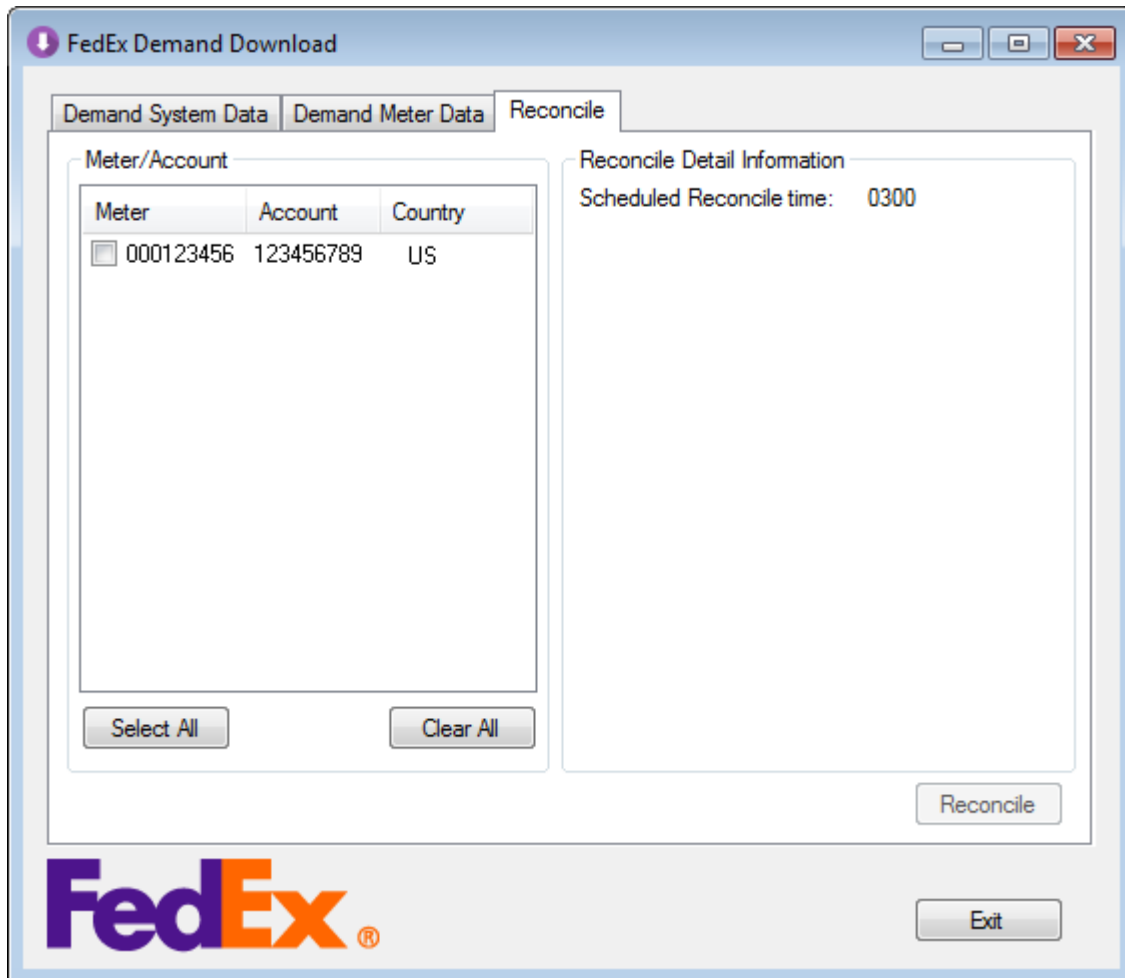 FedEx Demand Download
Demand System Data Demand Meter Data Reconcile
Meter/Account
Meter Account Country
000123456 123456789 US
Select All Clear All
Reconcile Detail Information
Scheduled Reconcile time: 0300
Reconcile
FedEx ®
Exit